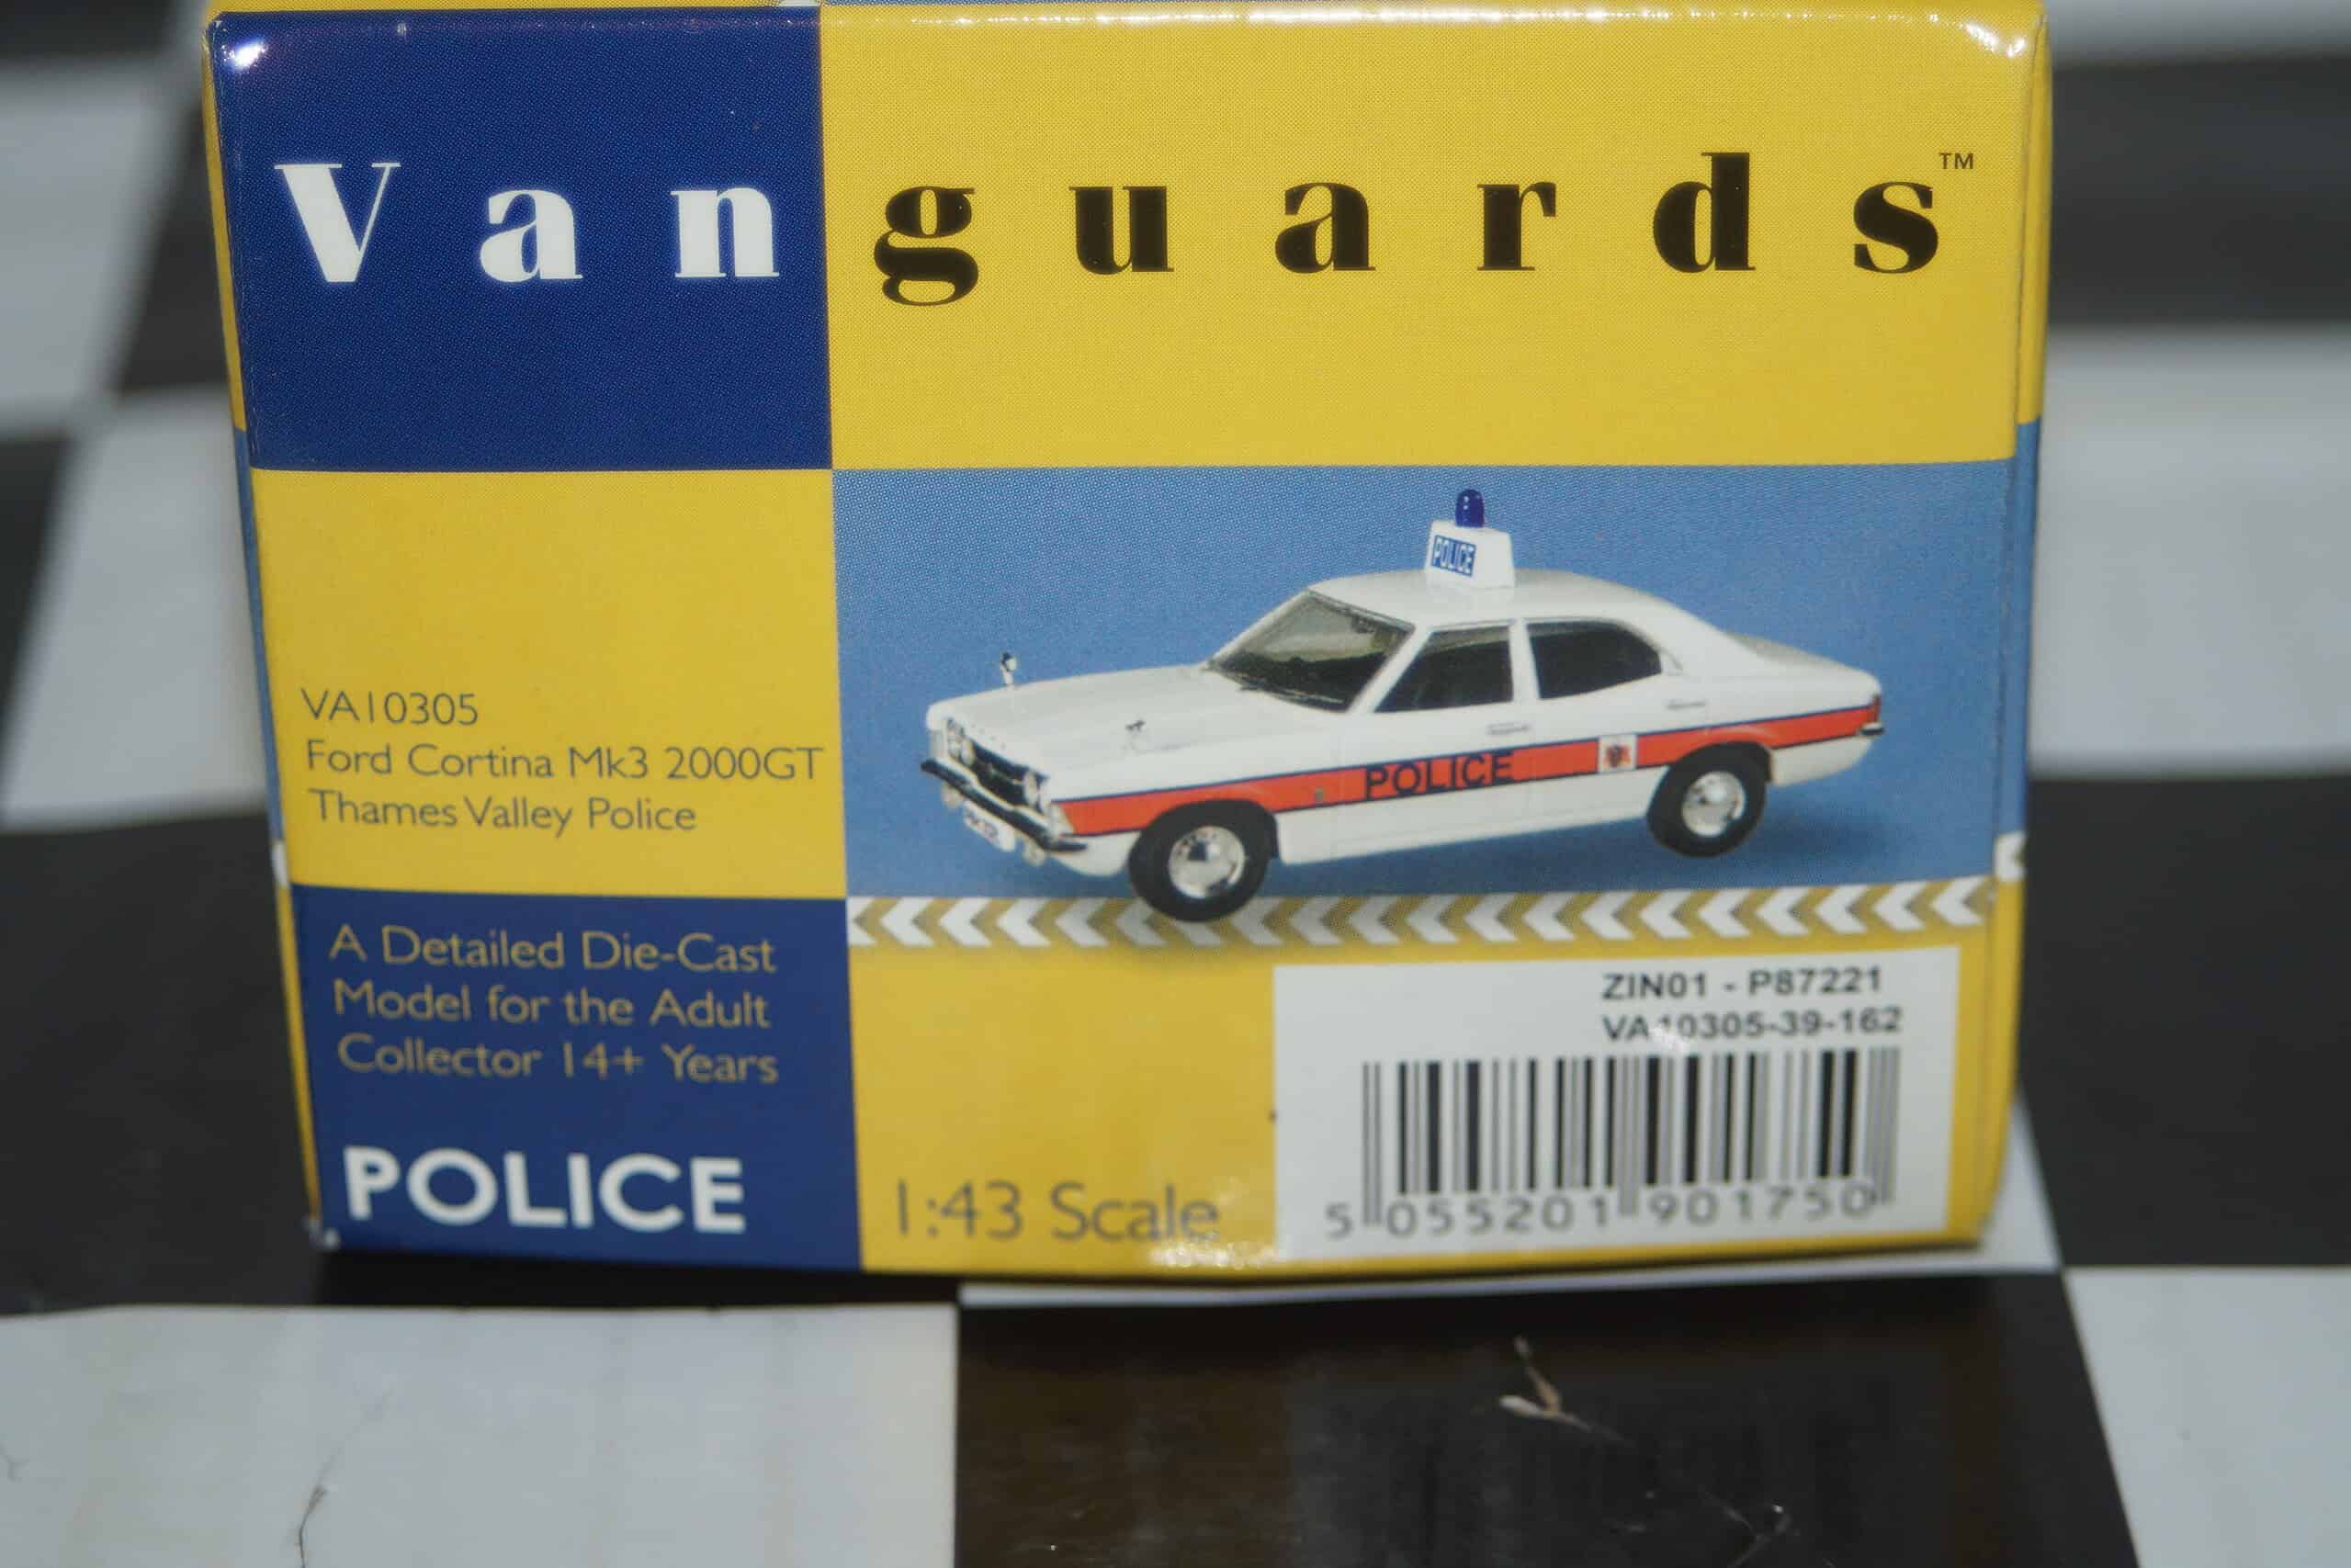 Vanguards™
POLICE
POLICE
VA10305
Ford Cortina Mk3 2000GT
Thames Valley Police
A Detailed Die-Cast
Model for the Adult
Collector 14+ Years
POLICE
1:43 Scale
ZIN01 - P87221
VA10305-39-162
5 055201 901750